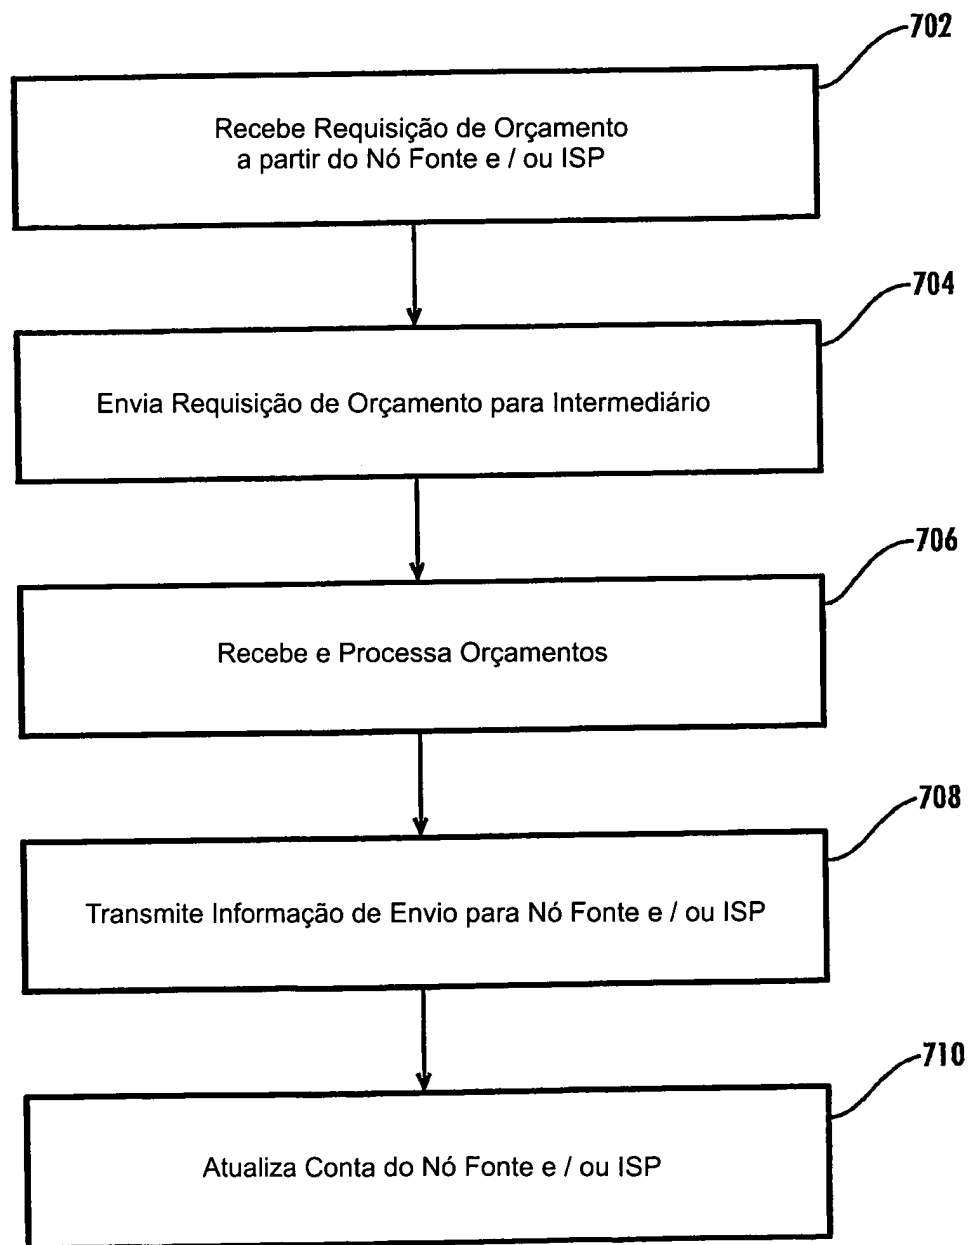 702
Recebe Requisição de Orçamento
a partir do Nó Fonte e / ou ISP
704
Envia Requisição de Orçamento para Intermediário
706
Recebe e Processa Orçamentos
708
Transmite Informação de Envio para Nó Fonte e / ou ISP
710
Atualiza Conta do Nó Fonte e / ou ISP